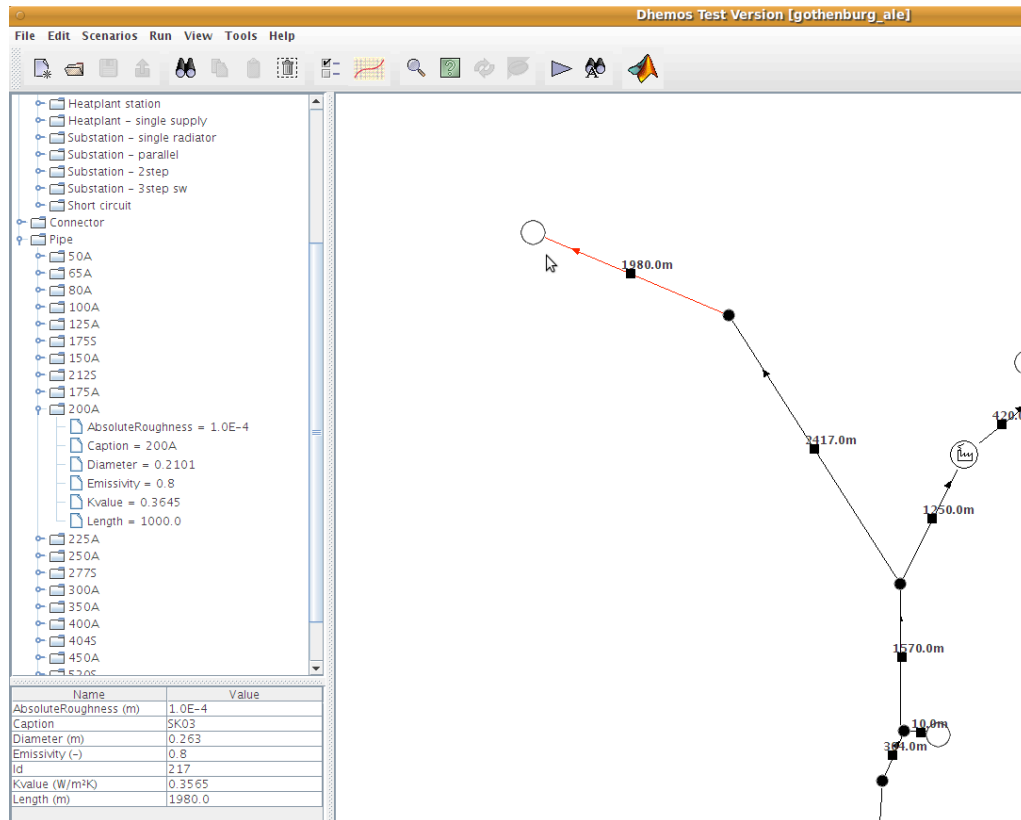 Dhemos Test Version [gothenburg_ale]
File Edit Scenarios Run View Tools Help
Heatplant station
Heatplant - single supply
Substation - single radiator
Substation - parallel
Substation - 2step
Substation - 3step sw
Short circuit
Connector
Pipe
50A
65A
80A
100A
125A
175S
150A
212S
175A
200A
AbsoluteRoughness = 1.0E-4
Caption = 200A
Diameter = 0.2101
Emissivity = 0.8
Kvalue = 0.3645
Length = 1000.0
225A
250A
277S
300A
350A
400A
404S
450A
520S
Name Value
AbsoluteRoughness (m) 1.0E-4
Caption SK03
Diameter (m) 0.263
Emissivity (-) 0.8
Id 217
Kvalue (W/m²K) 0.3565
Length (m) 1980.0
1980.0m
2417.0m
420.0
1250.0m
1570.0m
10.0m